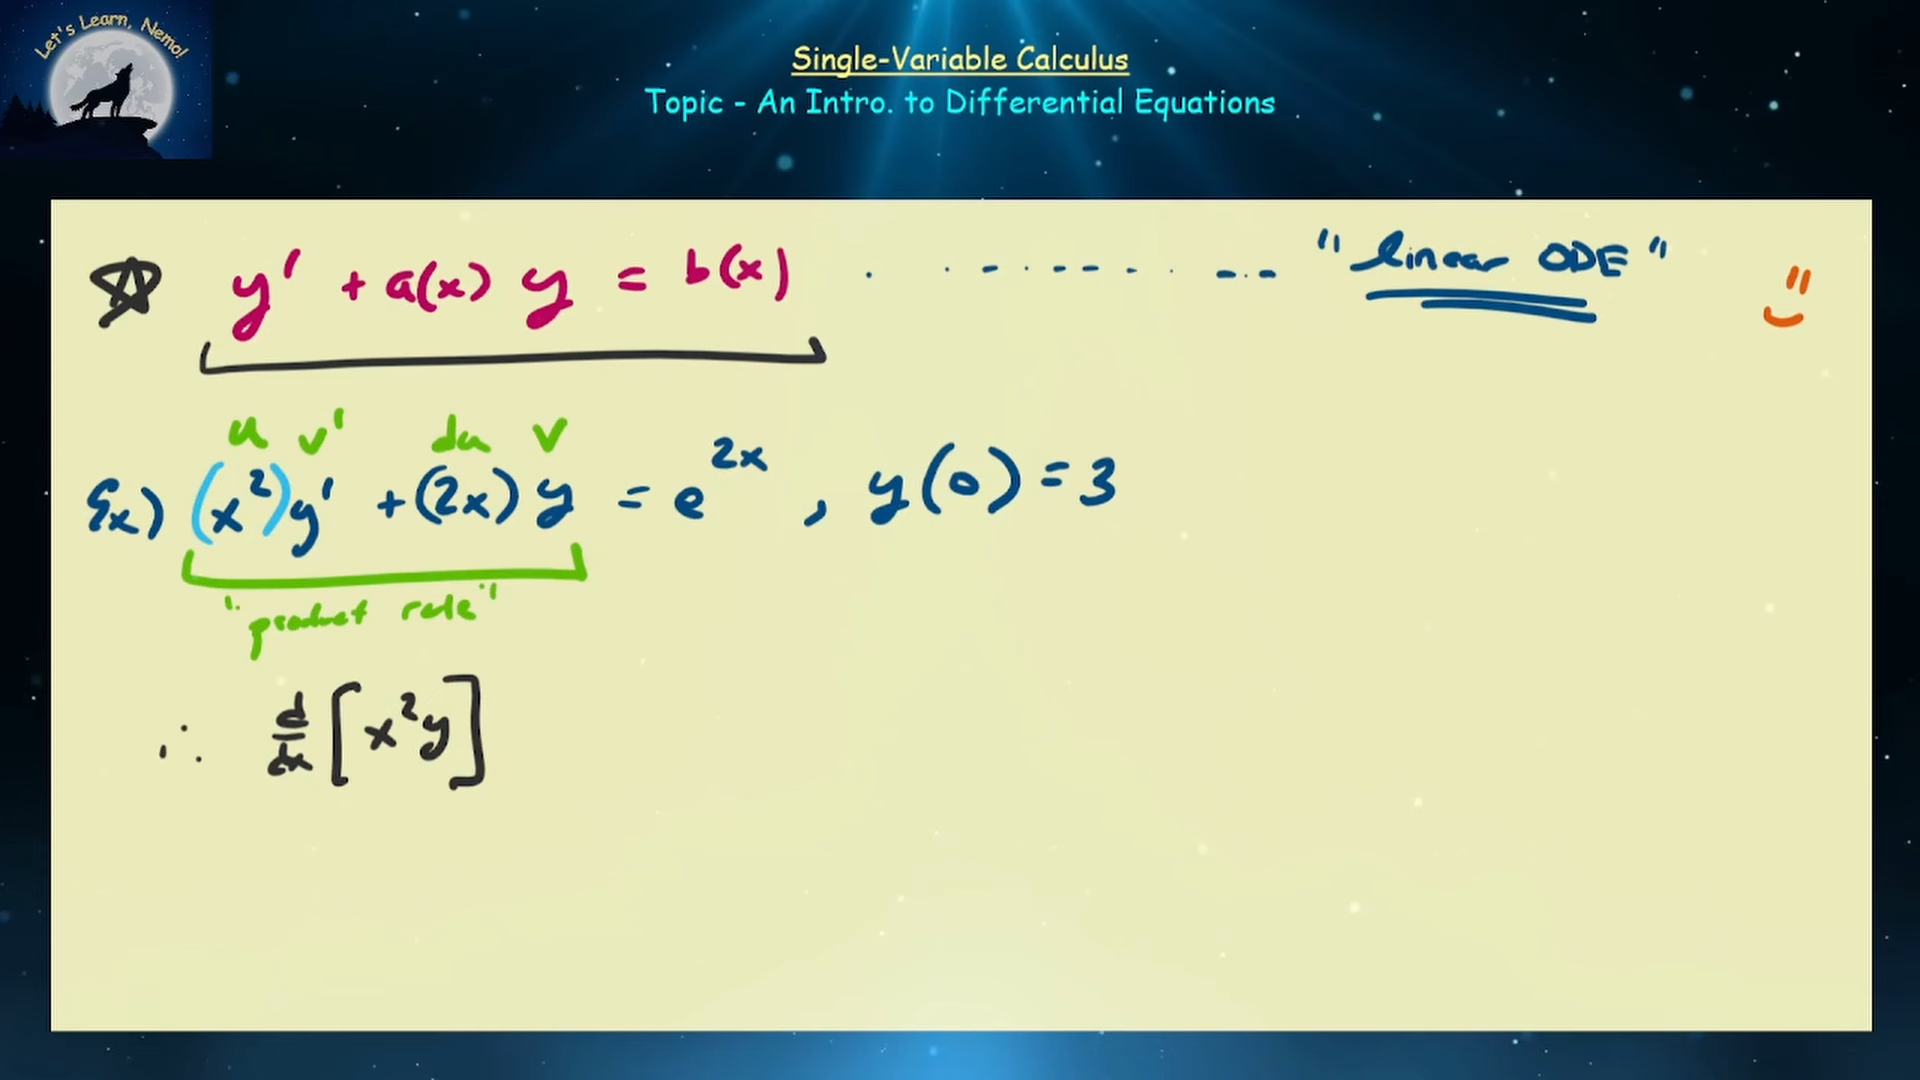 Let's Learn, Nemo!
Single-Variable Calculus
Topic - An Intro. to Differential Equations
y' + a(x) y = b(x) . . - . - - - . - . - "linear ODE"
u v' du v
Ex) (x²)y' + (2x) y = e^{2x} , y(0) = 3
"product rule"
∴ d/dx [x²y]